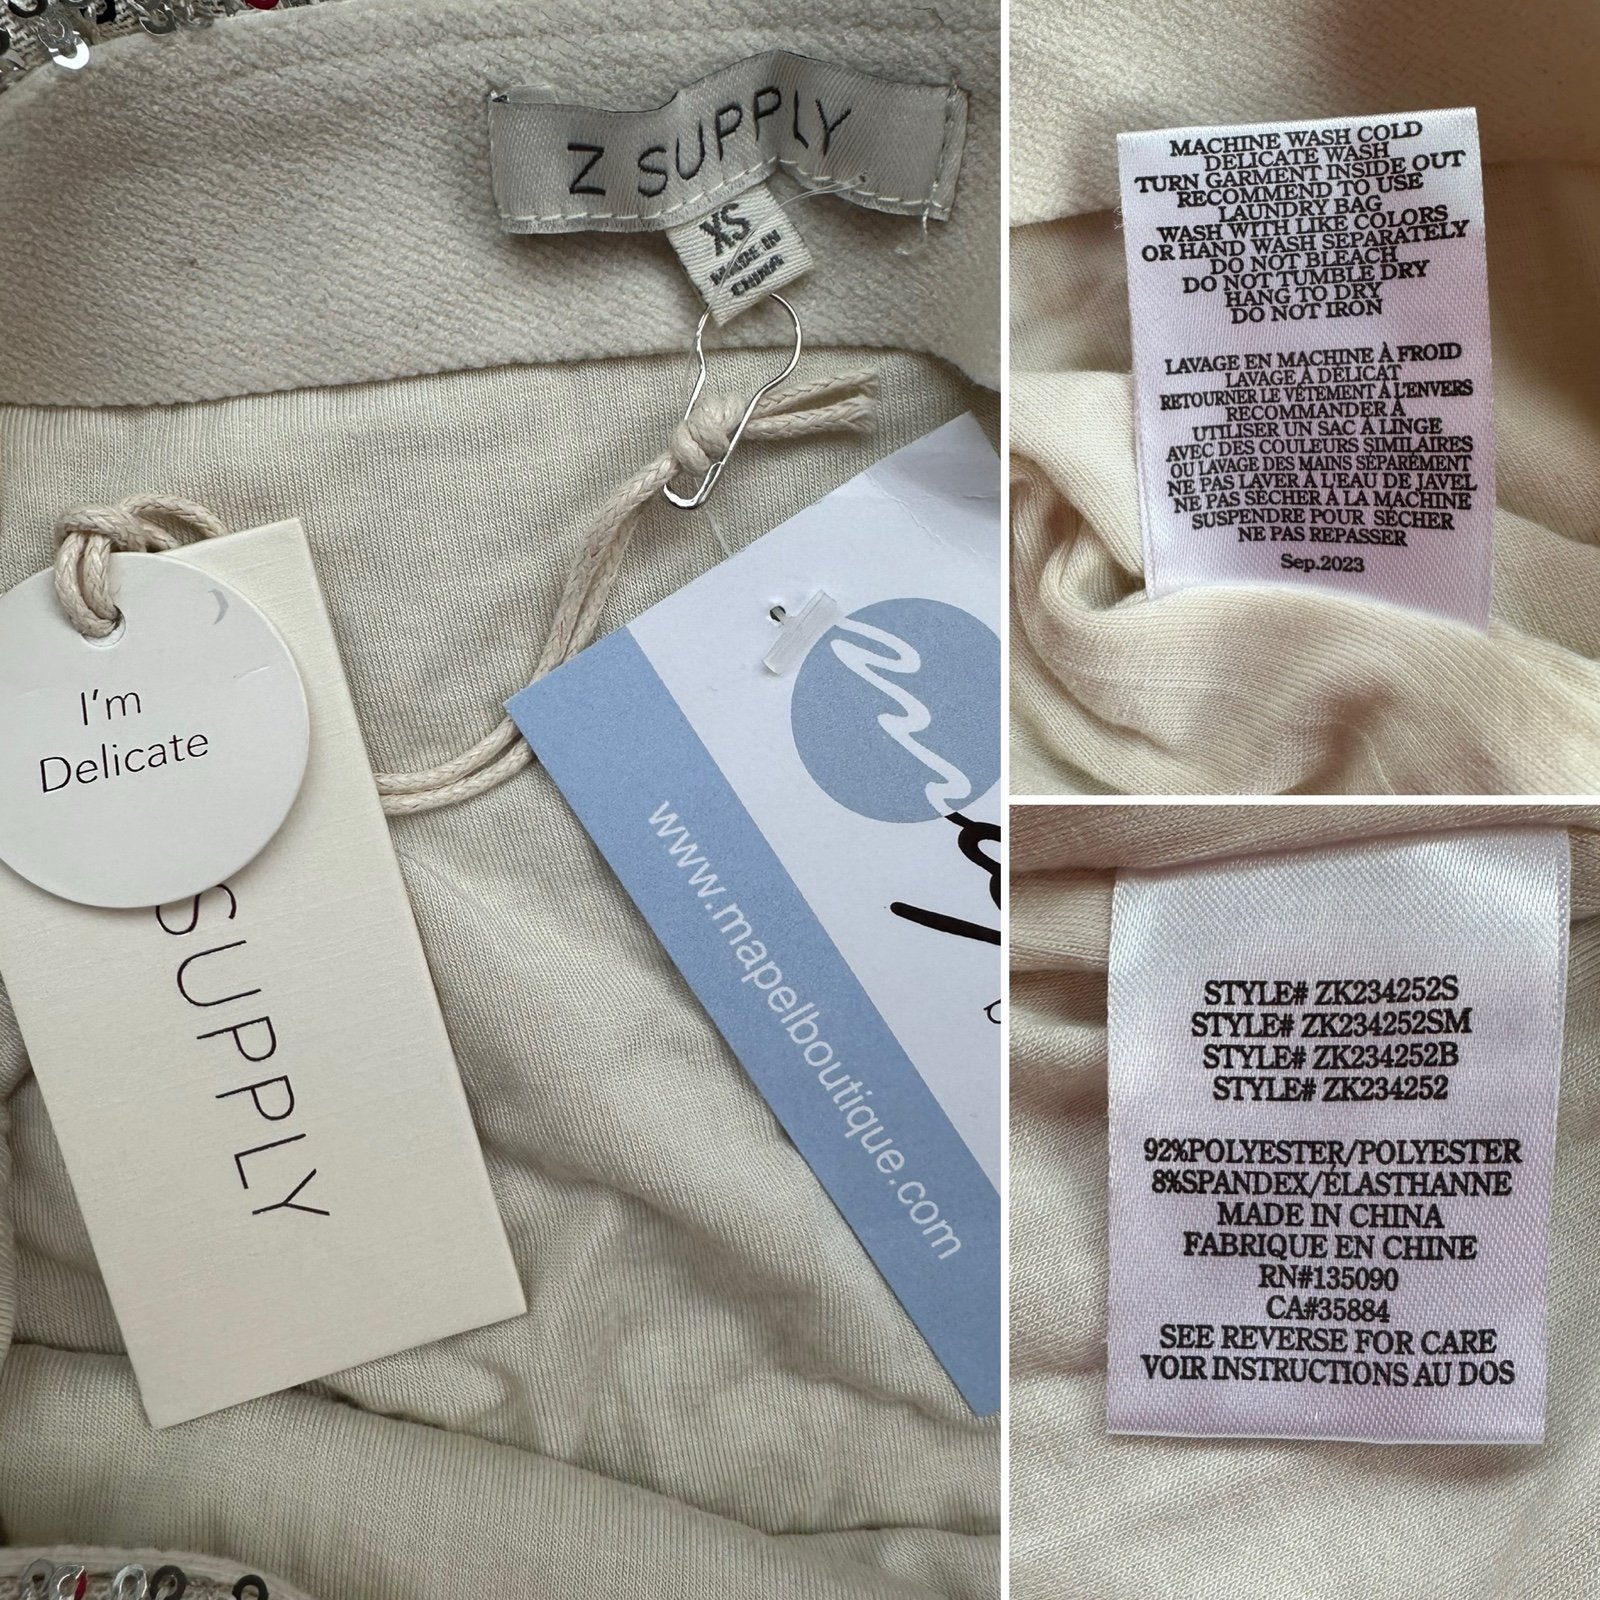 Z SUPPLY
XS
MADE IN
CHINA
I'm
Delicate
SUPPLY
www.mapelboutique.com
MACHINE WASH COLD
DELICATE WASH
TURN GARMENT INSIDE OUT
RECOMMEND TO USE
LAUNDRY BAG
WASH WITH LIKE COLORS
OR HAND WASH SEPARATELY
DO NOT BLEACH
DO NOT TUMBLE DRY
HANG TO DRY
DO NOT IRON
LAVAGE EN MACHINE À FROID
LAVAGE À DELICAT
RETOURNER LE VÊTEMENT À L'ENVERS
RECOMMANDER À
UTILISER UN SAC À LINGE
AVEC DES COULEURS SIMILAIRES
OU LAVAGE DES MAINS SÉPARÉMENT
NE PAS LAVER À L'EAU DE JAVEL
NE PAS SÉCHER À LA MACHINE
SUSPENDRE POUR SÉCHER
NE PAS REPASSER
Sep.2023
STYLE# ZK234252S
STYLE# ZK234252SM
STYLE# ZK234252B
STYLE# ZK234252
92%POLYESTER/POLYESTER
8%SPANDEX/ÉLASTHANNE
MADE IN CHINA
FABRIQUE EN CHINE
RN#135090
CA#35884
SEE REVERSE FOR CARE
VOIR INSTRUCTIONS AU DOS